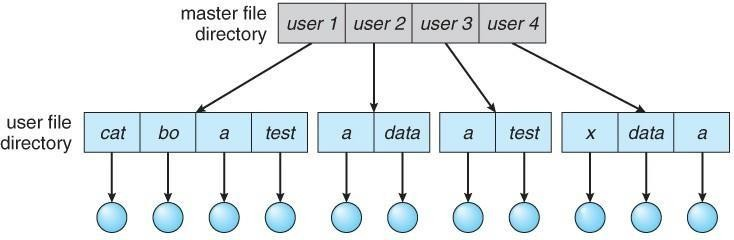 master file
directory
user 1 user 2 user 3 user 4
user file
directory
cat bo a test a data a test x data a